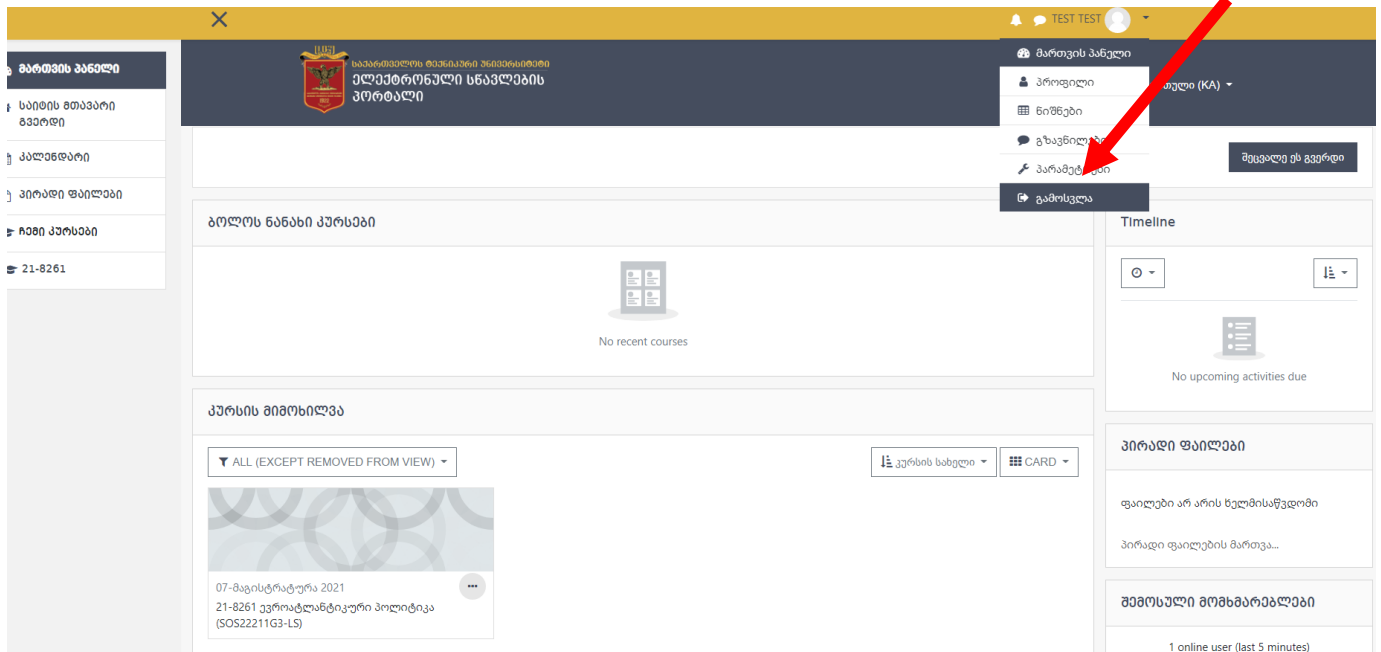 TEST TEST
მართვის პანელი
საიტის მთავარი
გვერდი
კალენდარი
პირადი ფაილები
ჩემი კურსები
21-8261
საქართველოს ტექნიკური უნივერსიტეტი
ელექტრონული სწავლების
პორტალი
მართვის პანელი
პროფილი
ნიშნები
პარამეტრები
გამოსვლა
(KA)
შეცვალე ეს გვერდი
ბოლოს ნანახი კურსები
No recent courses
Timeline
No upcoming activities due
კურსის მიმოხილვა
ALL (EXCEPT REMOVED FROM VIEW)
კურსის სახელი
CARD
07-მაგისტრატურა 2021
21-8261 ევროატლანტიკური პოლიტიკა
(SOS22211G3-LS)
პირადი ფაილები
ფაილები არ არის ხელმისაწვდომი
პირადი ფაილების მართვა...
შემოსული მომხმარებლები
1 online user (last 5 minutes)